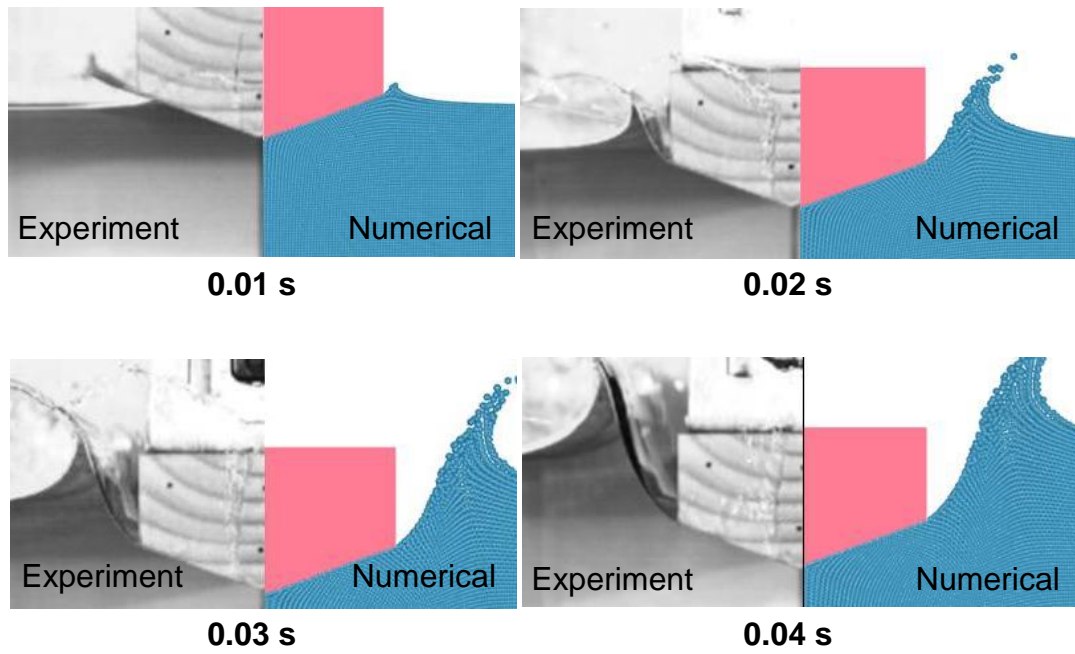 Experiment Numerical
0.01 s
Experiment Numerical
0.02 s
Experiment Numerical
0.03 s
Experiment Numerical
0.04 s